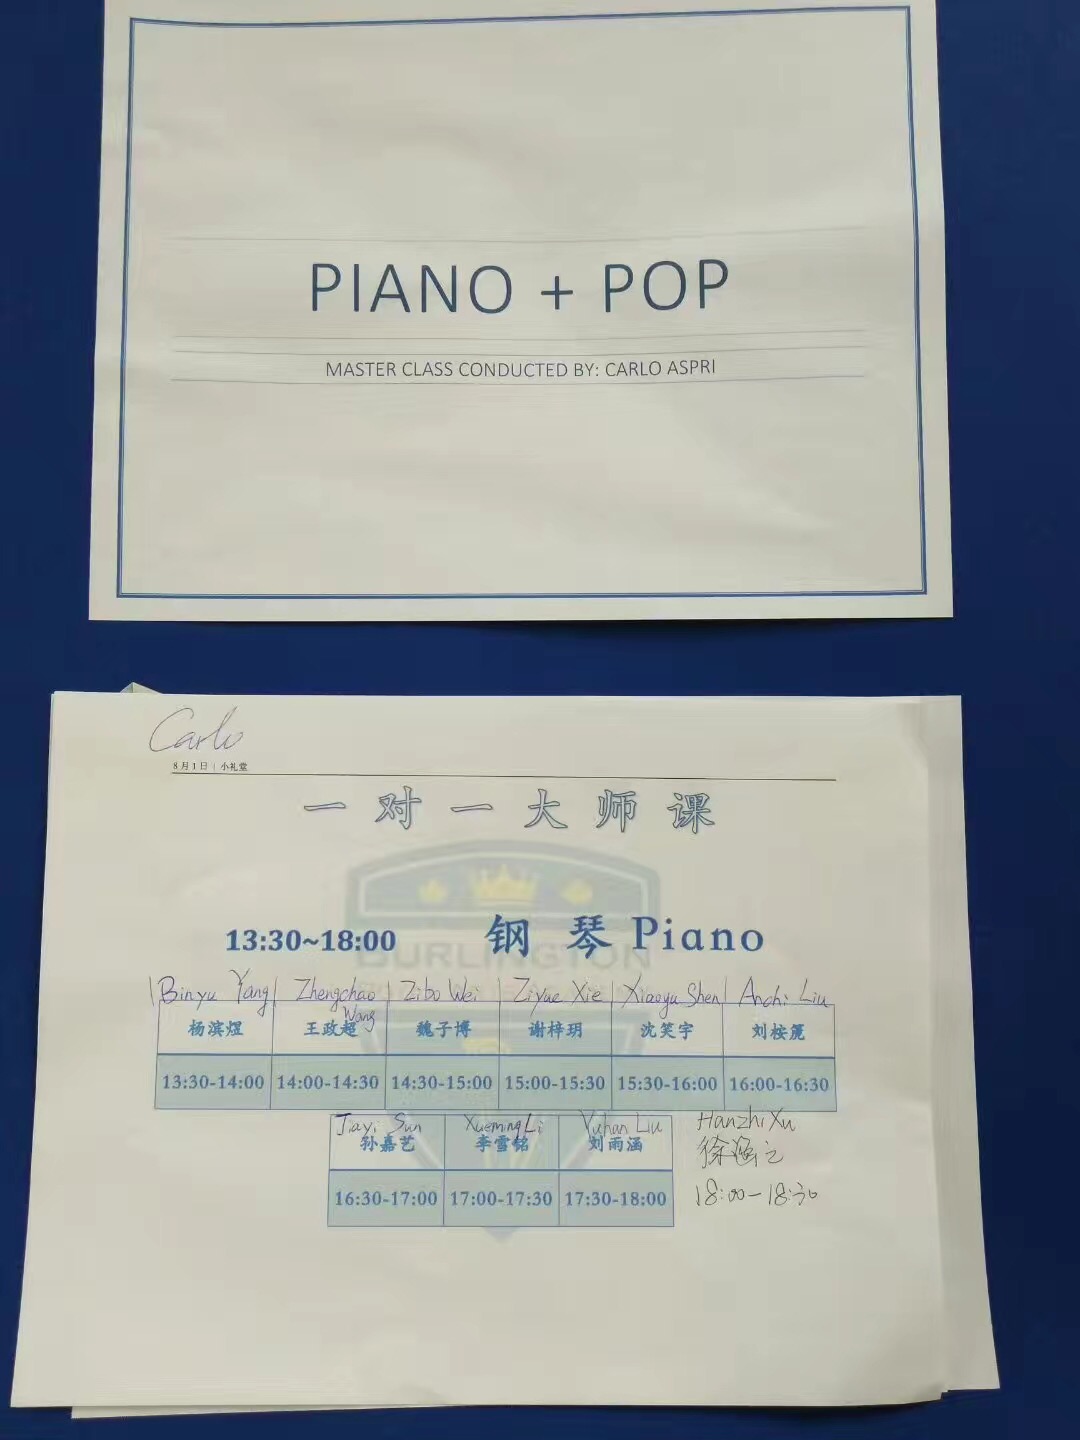 PIANO + POP
MASTER CLASS CONDUCTED BY: CARLO ASPRI
Carlo
8月1日 | 小礼堂
一对一大师课
13:30~18:00 钢琴 Piano
BURLINGTON
Binyu Yang Zhengchao Wang Zibo Wei Ziyue Xie Xiaoyu Shen Anchi Liu
杨滨煜 王政超 魏子博 谢梓玥 沈笑宇 刘桉篪
13:30-14:00 14:00-14:30 14:30-15:00 15:00-15:30 15:30-16:00 16:00-16:30
Jiayi Sun Xueming Li Yuhan Liu Hanzhi Xu
孙嘉艺 李雪铭 刘雨涵 徐涵之
16:30-17:00 17:00-17:30 17:30-18:00 18:00-18:30